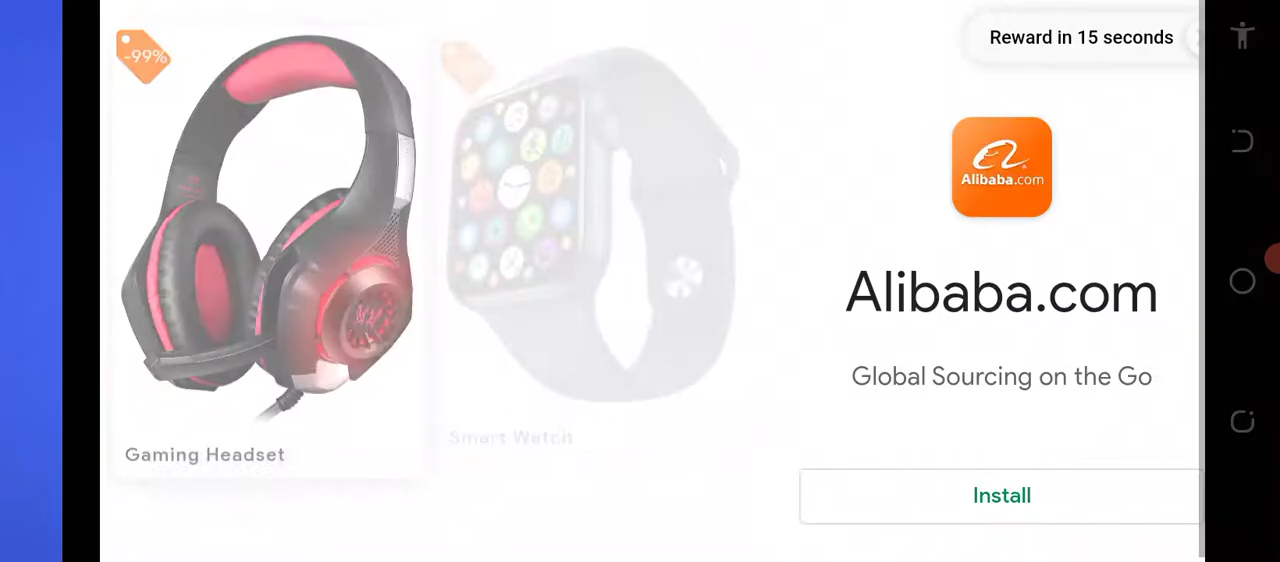 -99%
Reward in 15 seconds
Alibaba.com
Alibaba.com
Global Sourcing on the Go
Gaming Headset
Smart Watch
Install